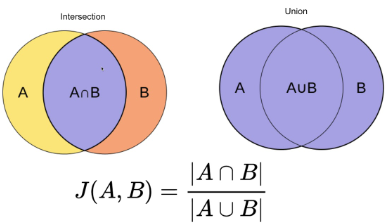 Intersection
Union
A A∩B B
A A∪B B
J(A, B) = |A ∩ B| / |A ∪ B|